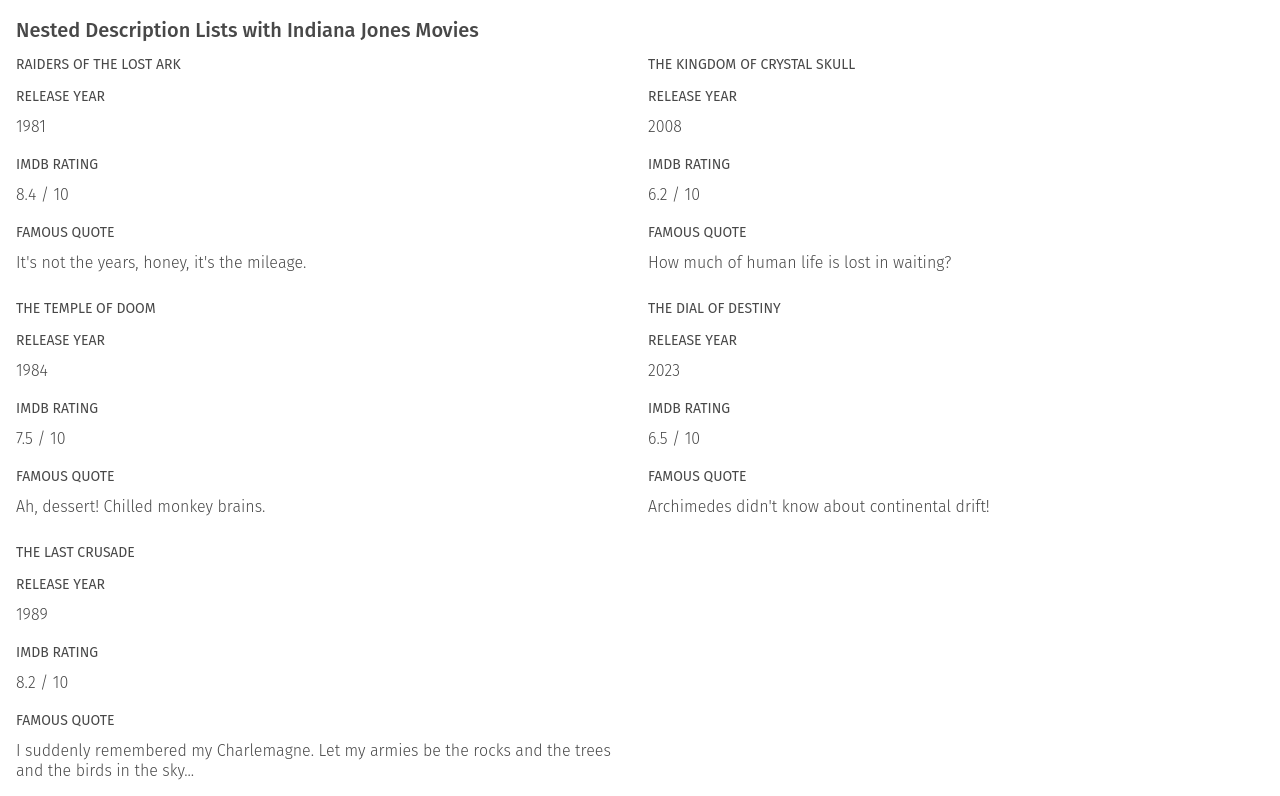 Nested Description Lists with Indiana Jones Movies
RAIDERS OF THE LOST ARK
RELEASE YEAR
1981
IMDB RATING
8.4 / 10
FAMOUS QUOTE
It's not the years, honey, it's the mileage.
THE TEMPLE OF DOOM
RELEASE YEAR
1984
IMDB RATING
7.5 / 10
FAMOUS QUOTE
Ah, dessert! Chilled monkey brains.
THE LAST CRUSADE
RELEASE YEAR
1989
IMDB RATING
8.2 / 10
FAMOUS QUOTE
I suddenly remembered my Charlemagne. Let my armies be the rocks and the trees
and the birds in the sky...
THE KINGDOM OF CRYSTAL SKULL
RELEASE YEAR
2008
IMDB RATING
6.2 / 10
FAMOUS QUOTE
How much of human life is lost in waiting?
THE DIAL OF DESTINY
RELEASE YEAR
2023
IMDB RATING
6.5 / 10
FAMOUS QUOTE
Archimedes didn't know about continental drift!